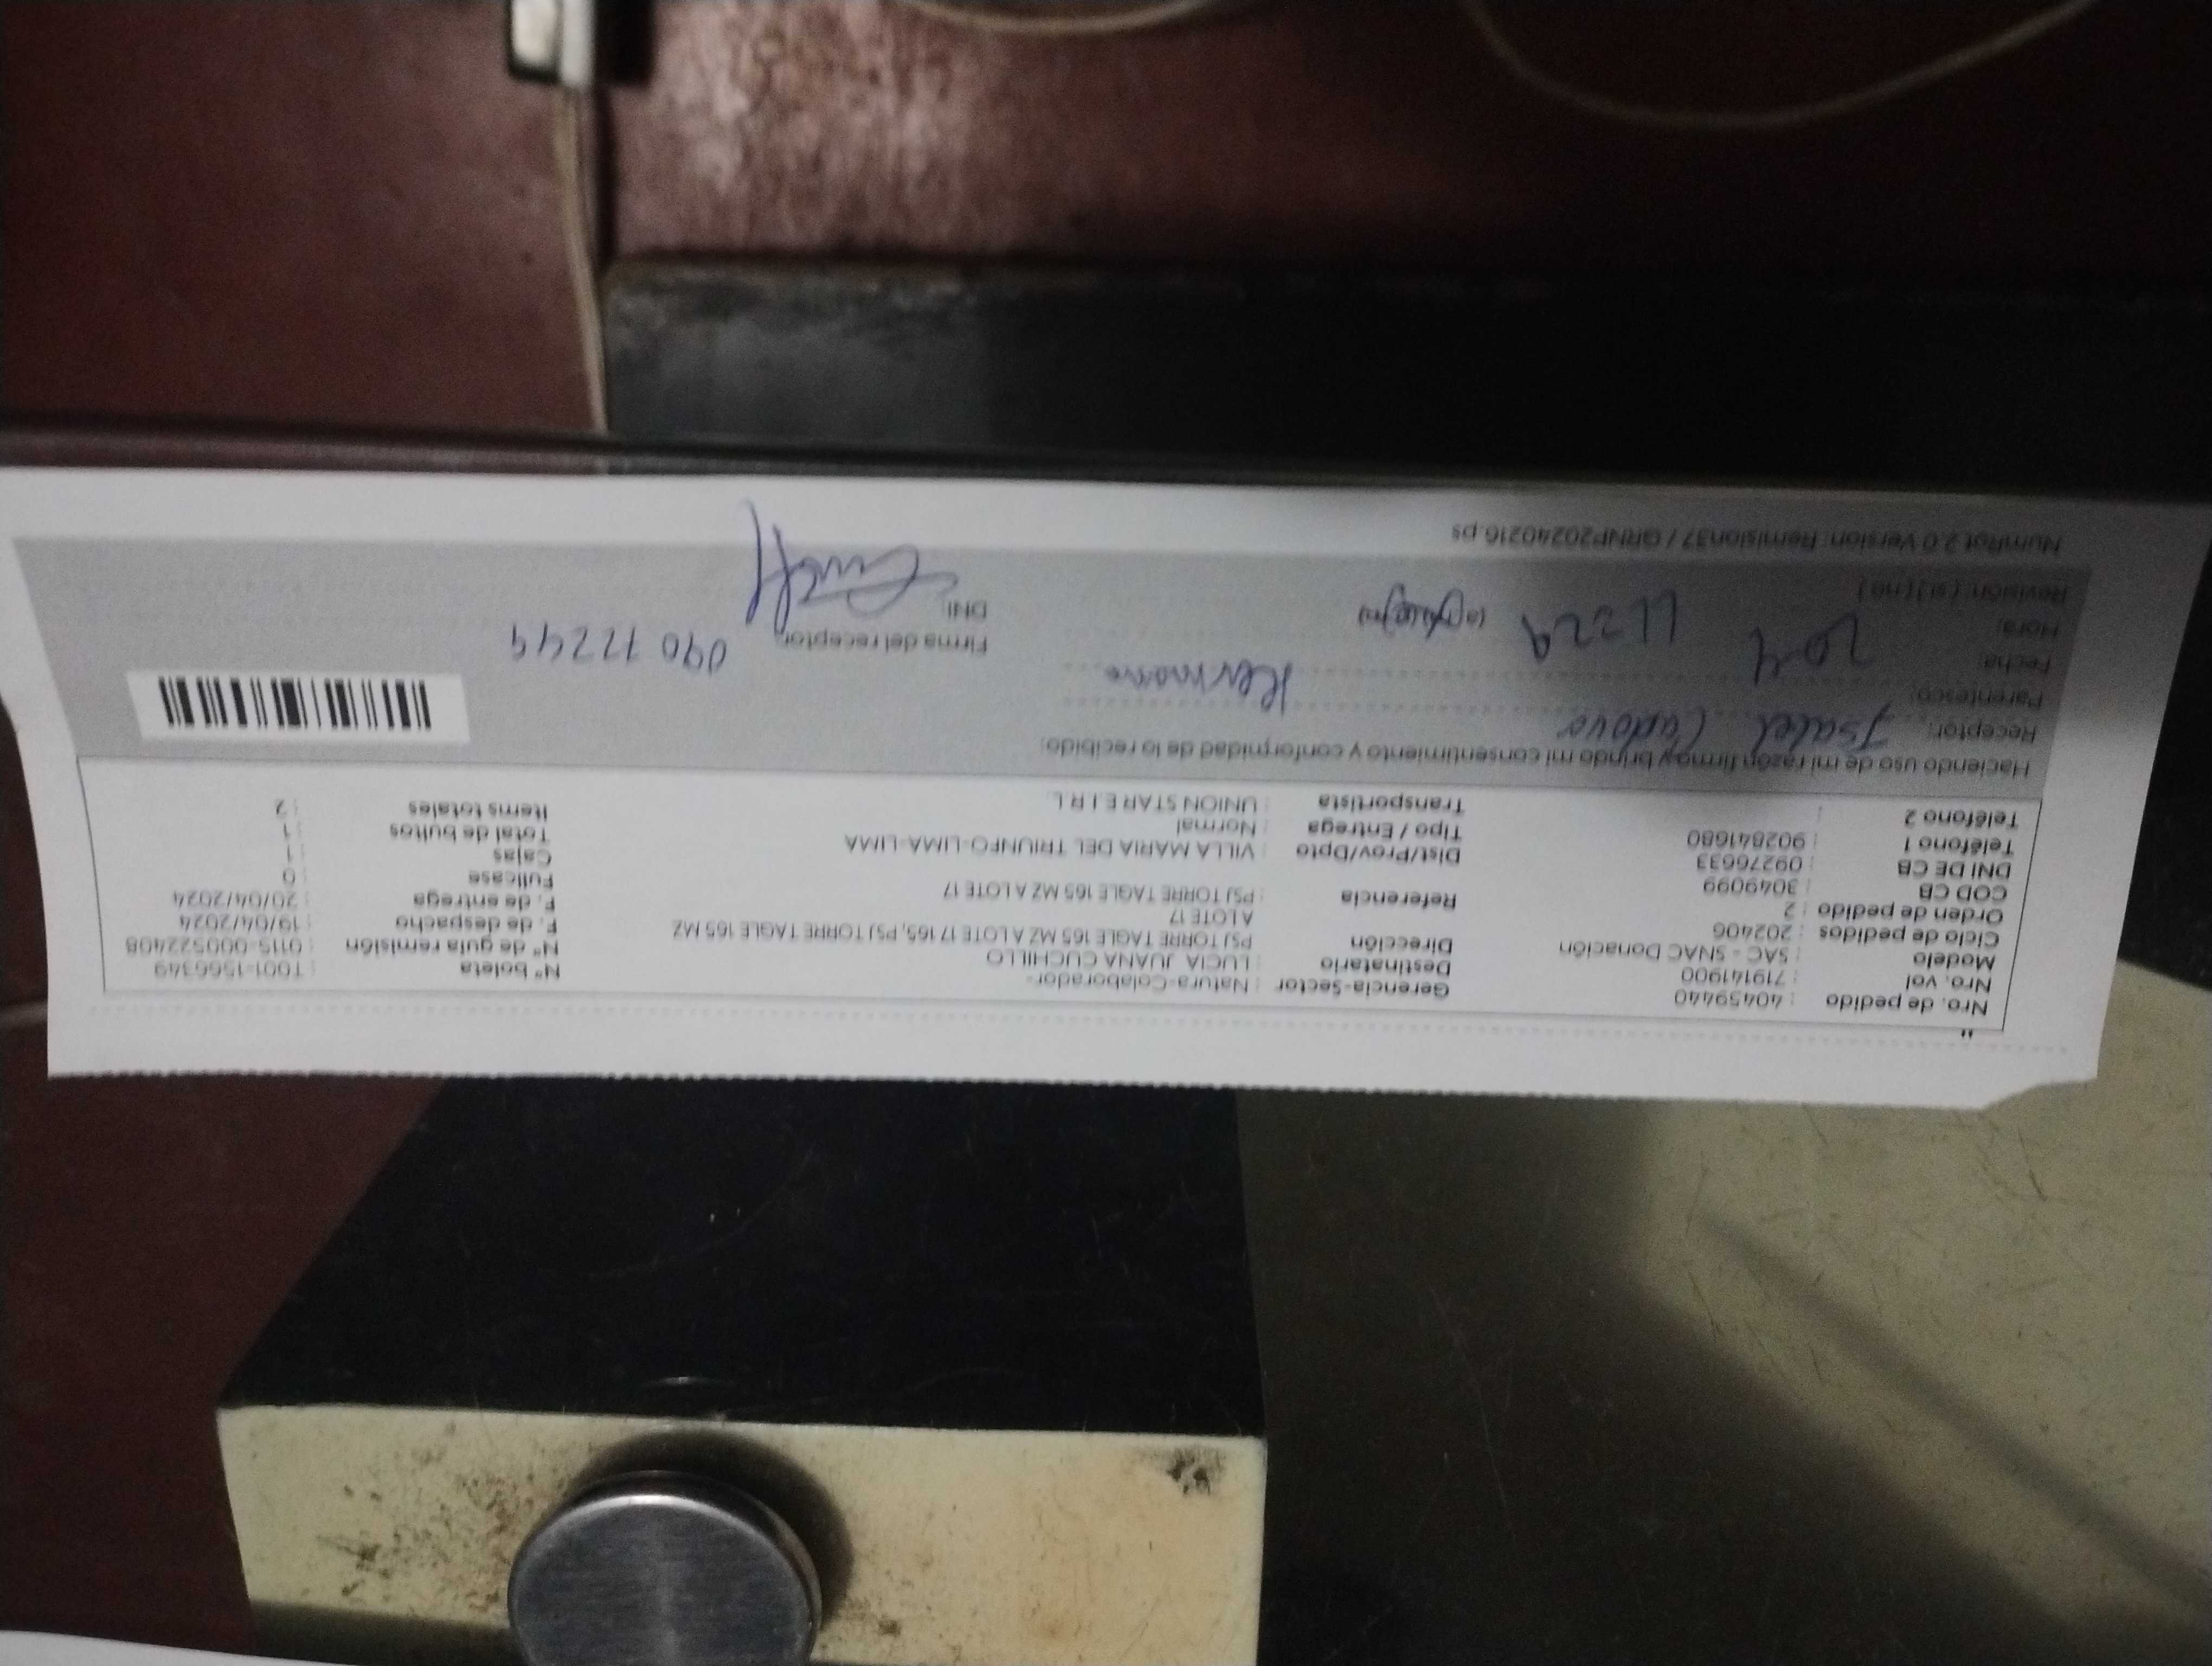 "
Nro. de pedido : 40459440
Nro. vol : 719141900
Modelo : SAC - SNAC Donación
Ciclo de pedidos : 202406
Orden de pedido : 2
COD CB : 3049099
DNI DE CB : 09276633
Teléfono 1 : 902841680
Teléfono 2 :
Gerencia-Sector : Natura-Colaborador-
Destinatario : LUCIA JUANA CUCHILLO
Dirección : PSJ TORRE TAGLE 165 MZ A LOTE 17 165, PSJ TORRE TAGLE 165 MZ
A LOTE 17
Referencia : PSJ TORRE TAGLE 165 MZ A LOTE 17
Dist/Prov/Dpto : VILLA MARIA DEL TRIUNFO-LIMA-LIMA
Tipo / Entrega : Normal
Transportista : UNION STAR E I R L
N° boleta : T001-1566349
N° de guía remisión : 0115-000522408
F. de despacho : 19/04/2024
F. de entrega : 20/04/2024
Fullcase : 0
Cajas : 1
Total de bultos : 1
Items totales : 2
Haciendo uso de mi razón firmo y brindo mi consentimiento y conformidad de lo recibido:
Receptor: Isabel
Parentesco: Hermana
Fecha: 20-4
Hora:
Revisión: [ si ] [ no ]
Firma del receptor:
DNI: 09077244
NumRot 2.0 Version: Remision37 / GRNP20240216.ps